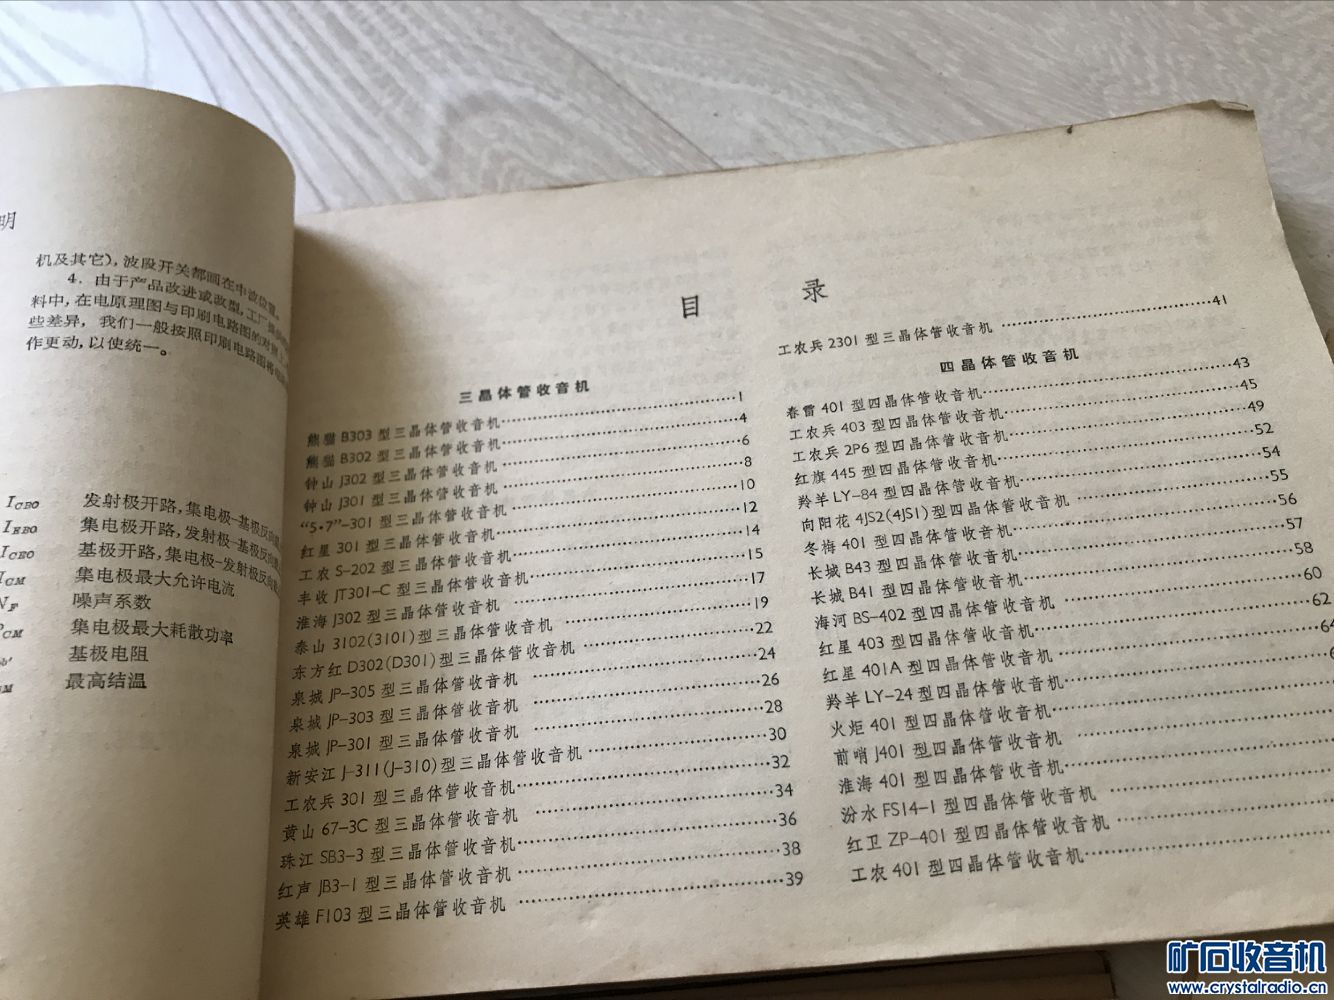 明
机及其它),波段开关都画在中波位置。
4. 由于产品改进或改型,工厂
料中,在电原理图与印刷电路图的对照上
些差异, 我们一般按照印刷电路图将电
作更动,以使统一。
I_CBO 发射极开路,集电极-基极反向
I_EBO 集电极开路,发射极-基极反向
I_CEO 基极开路,集电极-发射极反向
I_CM 集电极最大允许电流
N_F 噪声系数
P_CM 集电极最大耗散功率
基极电阻
最高结温
目 录
三晶体管收音机
熊猫 B303 型三晶体管收音机……1
熊猫 B302 型三晶体管收音机……4
钟山 J302 型三晶体管收音机……6
钟山 J301 型三晶体管收音机……8
“5·7”-301 型三晶体管收音机……10
红星 301 型三晶体管收音机……12
工农 S-202 型三晶体管收音机……14
丰收 JT301-C 型三晶体管收音机……15
淮海 J302 型三晶体管收音机……17
泰山 3102(3101)型三晶体管收音机……19
东方红 D302(D301)型三晶体管收音机……22
泉城 JP-305 型三晶体管收音机……24
泉城 JP-303 型三晶体管收音机……26
泉城 JP-301 型三晶体管收音机……28
新安江 J-311(J-310)型三晶体管收音机……30
工农兵 301 型三晶体管收音机……32
黄山 67-3C 型三晶体管收音机……34
珠江 SB3-3 型三晶体管收音机……36
红声 JB3-1 型三晶体管收音机……38
英雄 F103 型三晶体管收音机……39
工农兵 2301 型三晶体管收音机……41
四晶体管收音机
春雷 401 型四晶体管收音机……43
工农兵 403 型四晶体管收音机……45
工农兵 2P6 型四晶体管收音机……49
红旗 445 型四晶体管收音机……52
羚羊 LY-84 型四晶体管收音机……54
向阳花 4JS2(4JS1)型四晶体管收音机……55
冬梅 401 型四晶体管收音机……56
长城 B43 型四晶体管收音机……57
长城 B41 型四晶体管收音机……58
海河 BS-402 型四晶体管收音机……60
红星 403 型四晶体管收音机……62
红星 401A 型四晶体管收音机……64
羚羊 LY-24 型四晶体管收音机……
火炬 401 型四晶体管收音机……
前哨 J401 型四晶体管收音机……
淮海 401 型四晶体管收音机……
汾水 FS14-1 型四晶体管收音机……
红卫 ZP-401 型四晶体管收音机……
工农 401 型四晶体管收音机……
矿石收音机
www.crystalradio.cn